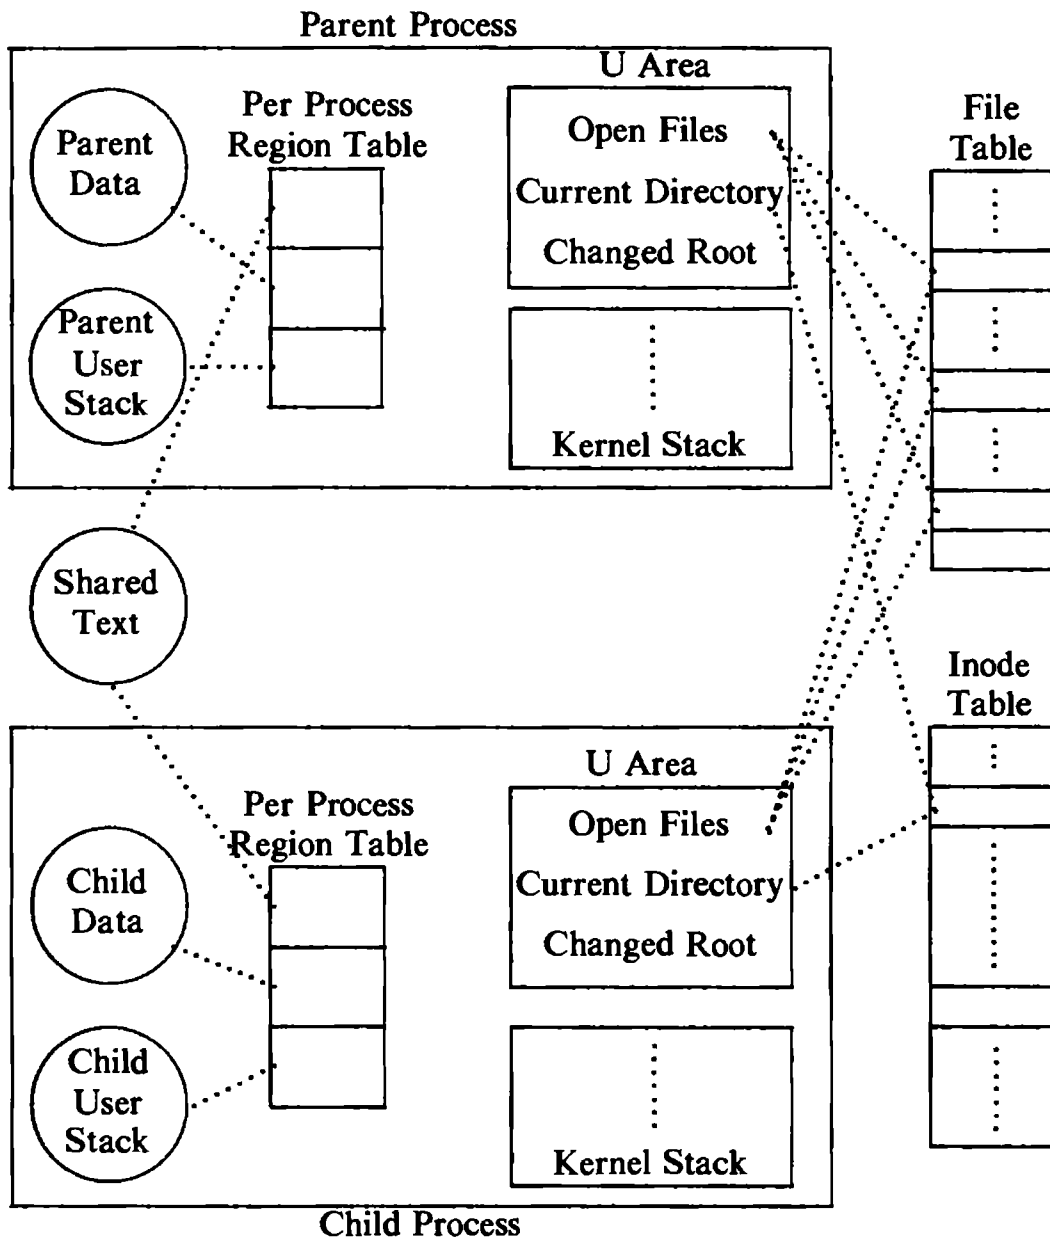 Parent Process
U Area
Per Process
Region Table
File
Table
Parent
Data
Open Files
Current Directory
Changed Root
Parent
User
Stack
Kernel Stack
Shared
Text
Inode
Table
U Area
Per Process
Region Table
Open Files
Current Directory
Changed Root
Child
Data
Child
User
Stack
Kernel Stack
Child Process